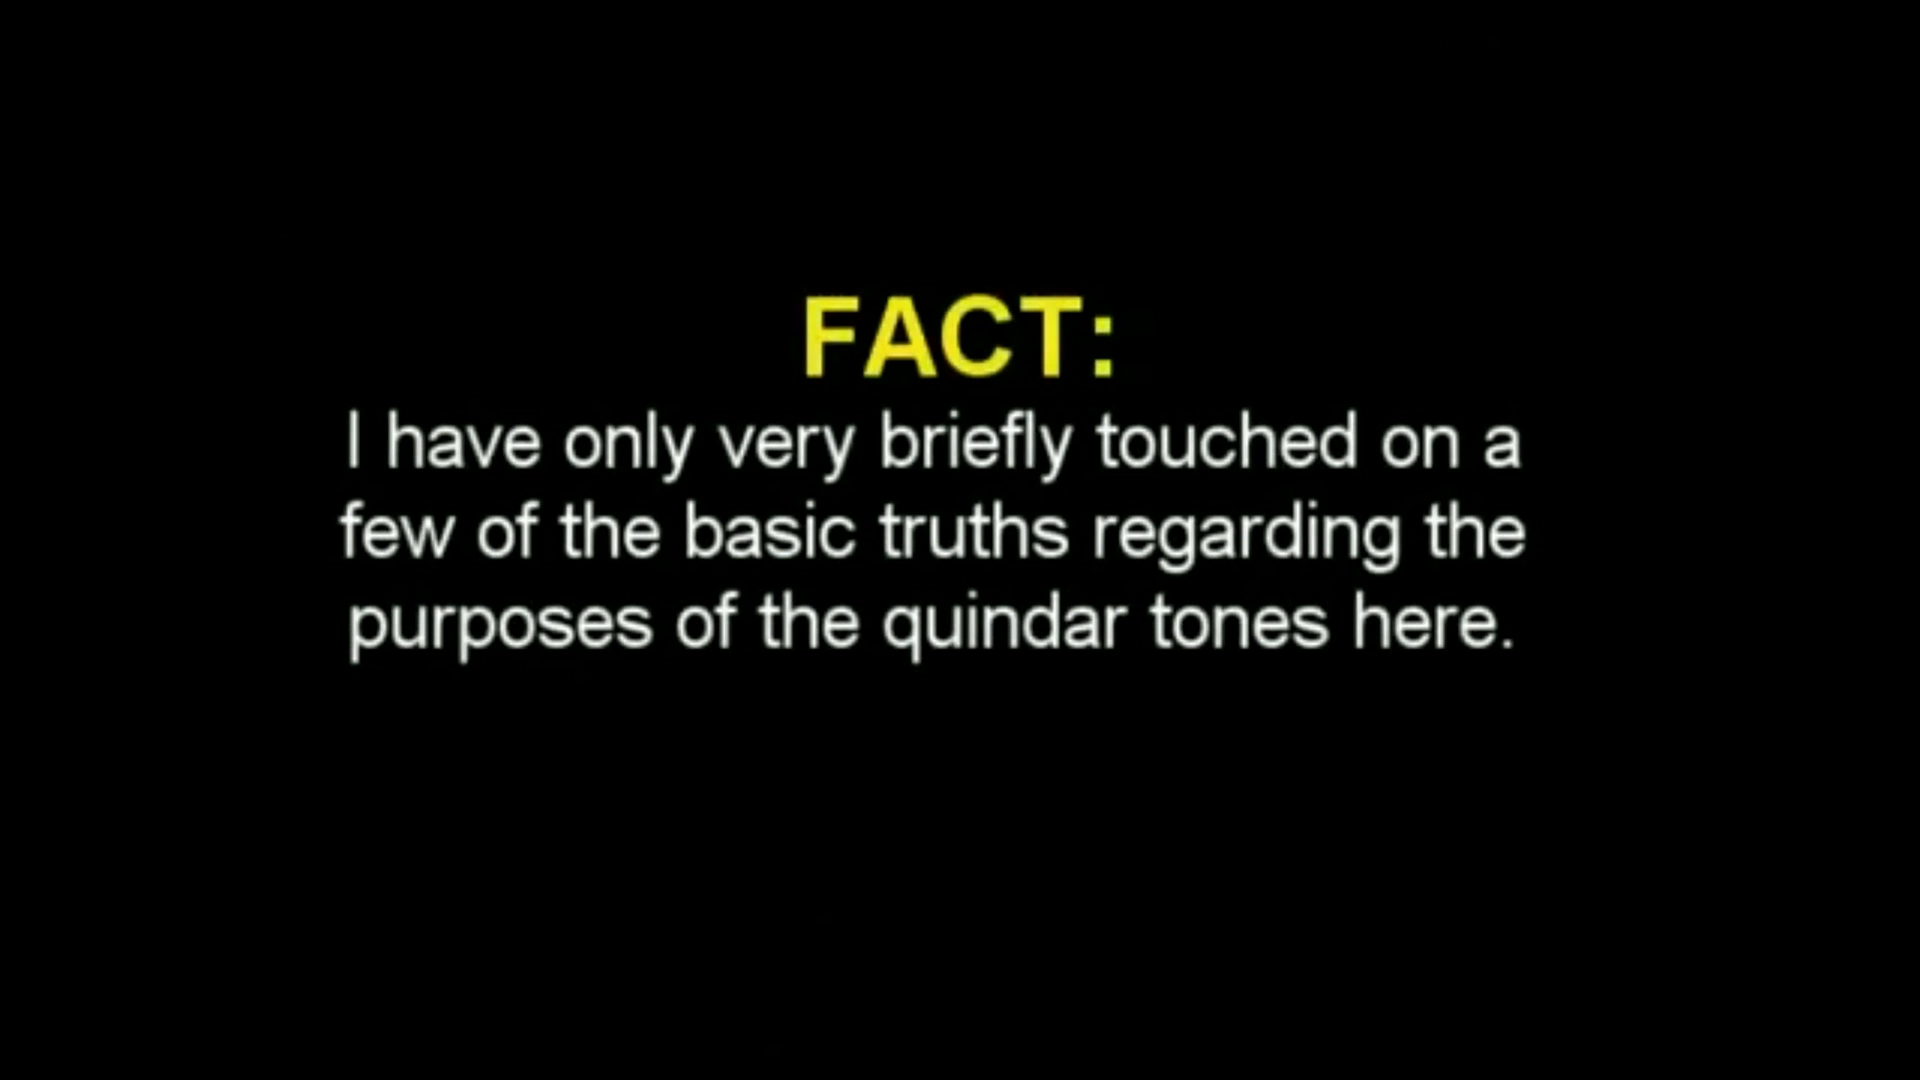 FACT:
I have only very briefly touched on a
few of the basic truths regarding the
purposes of the quindar tones here.